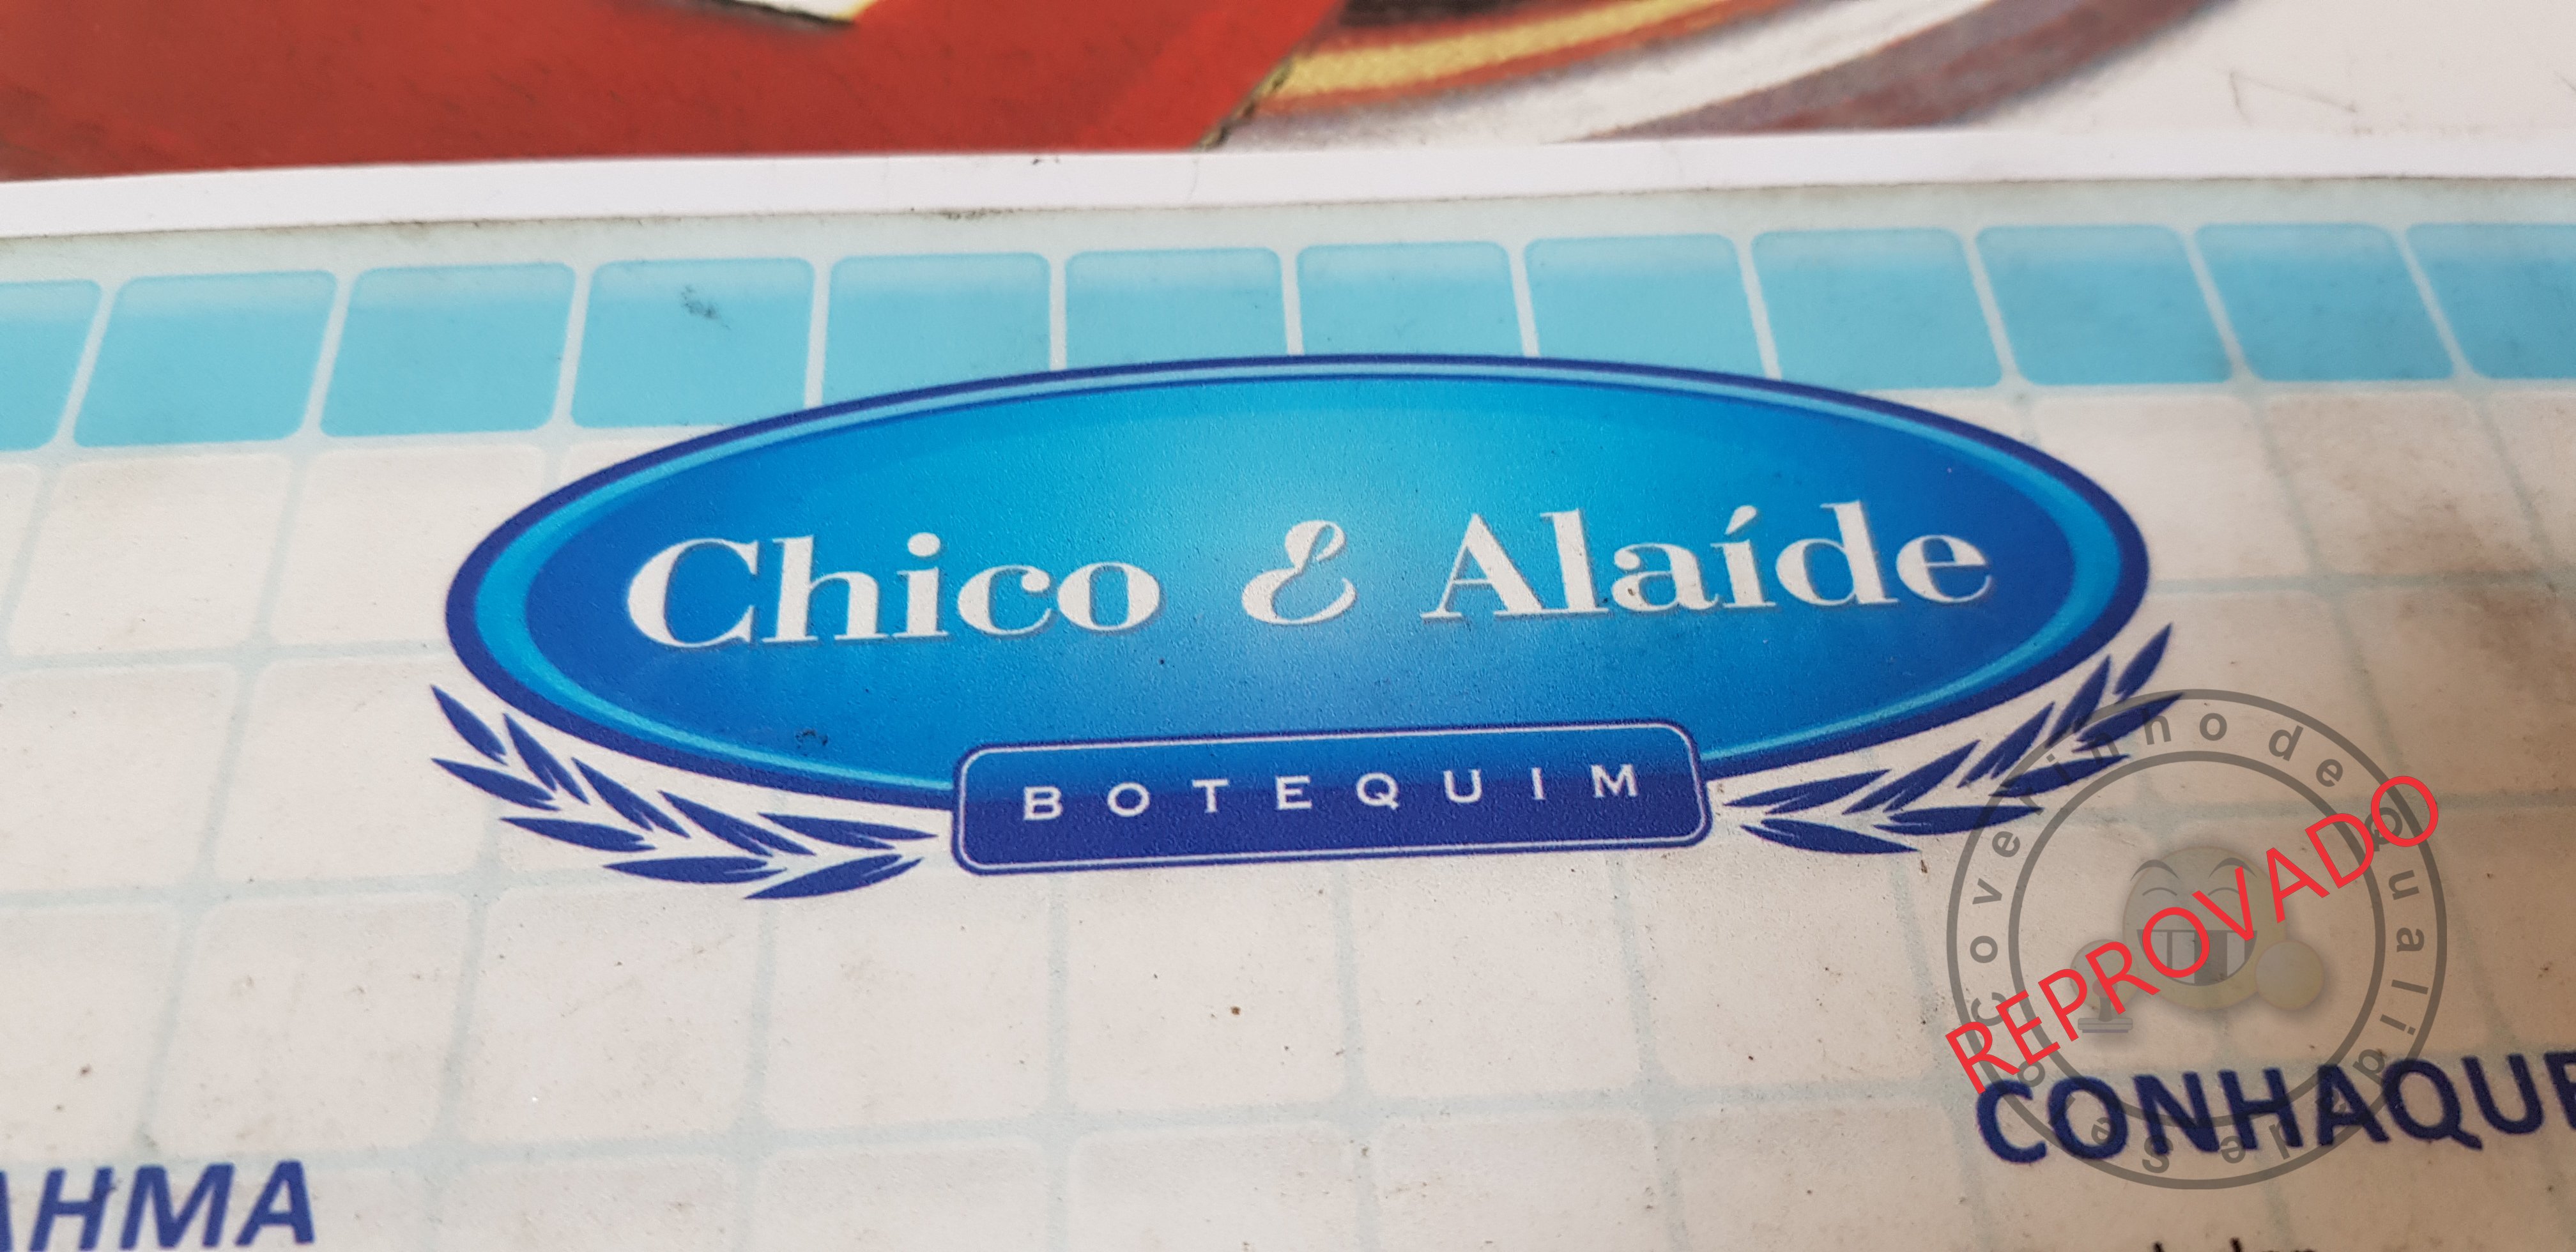 Chico & Alaíde
BOTEQUIM
REPROVADO
CONHAQUE
AHMA